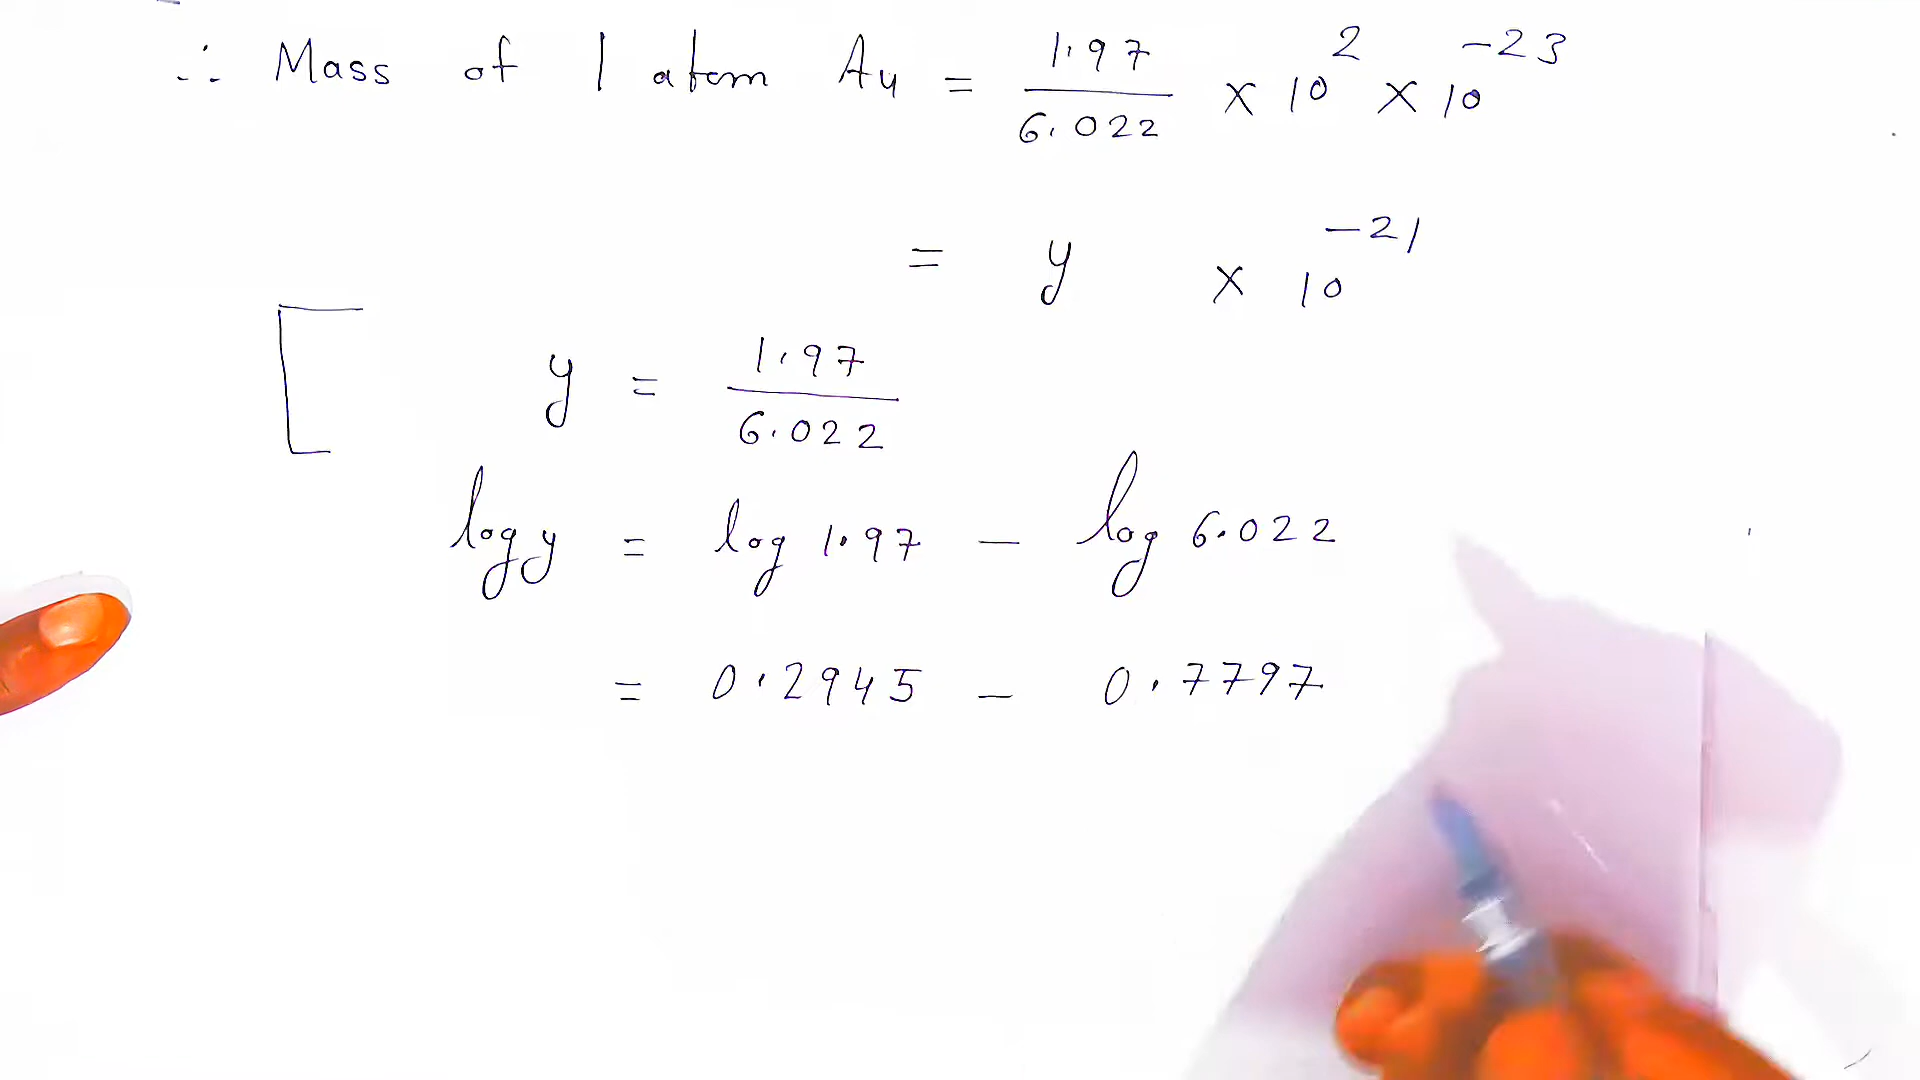 ∴ Mass of 1 atom Au = 1.97 / 6.022 × 10^2 × 10^-23
= y × 10^-21
[ y = 1.97 / 6.022
log y = log 1.97 - log 6.022
= 0.2945 - 0.7797